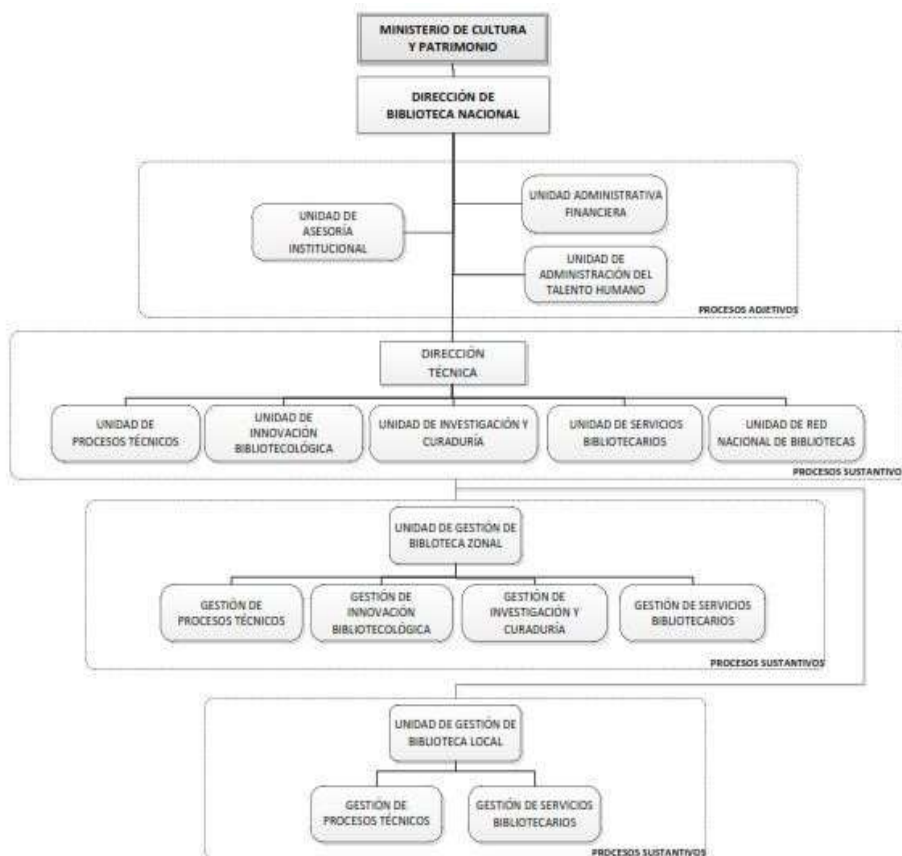 MINISTERIO DE CULTURA
Y PATRIMONIO
DIRECCIÓN DE
BIBLIOTECA NACIONAL
UNIDAD DE
ASESORÍA
INSTITUCIONAL
UNIDAD ADMINISTRATIVA
FINANCIERA
UNIDAD DE
ADMINISTRACIÓN DEL
TALENTO HUMANO
PROCESOS ADJETIVOS
DIRECCIÓN
TÉCNICA
UNIDAD DE
PROCESOS TÉCNICOS
UNIDAD DE
INNOVACIÓN
BIBLIOTECOLÓGICA
UNIDAD DE INVESTIGACIÓN Y
CURADURÍA
UNIDAD DE SERVICIOS
BIBLIOTECARIOS
UNIDAD DE RED
NACIONAL DE BIBLIOTECAS
PROCESOS SUSTANTIVO
UNIDAD DE GESTIÓN DE
BIBLOTECA ZONAL
GESTIÓN DE
PROCESOS TÉCNICOS
GESTIÓN DE
INNOVACIÓN
BIBLIOTECOLÓGICA
GESTIÓN DE
INVESTIGACIÓN Y
CURADURÍA
GESTIÓN DE SERVICIOS
BIBLIOTECARIOS
PROCESOS SUSTANTIVOS
UNIDAD DE GESTIÓN DE
BIBLIOTECA LOCAL
GESTIÓN DE
PROCESOS TÉCNICOS
GESTIÓN DE SERVICIOS
BIBLIOTECARIOS
PROCESOS SUSTANTIVOS